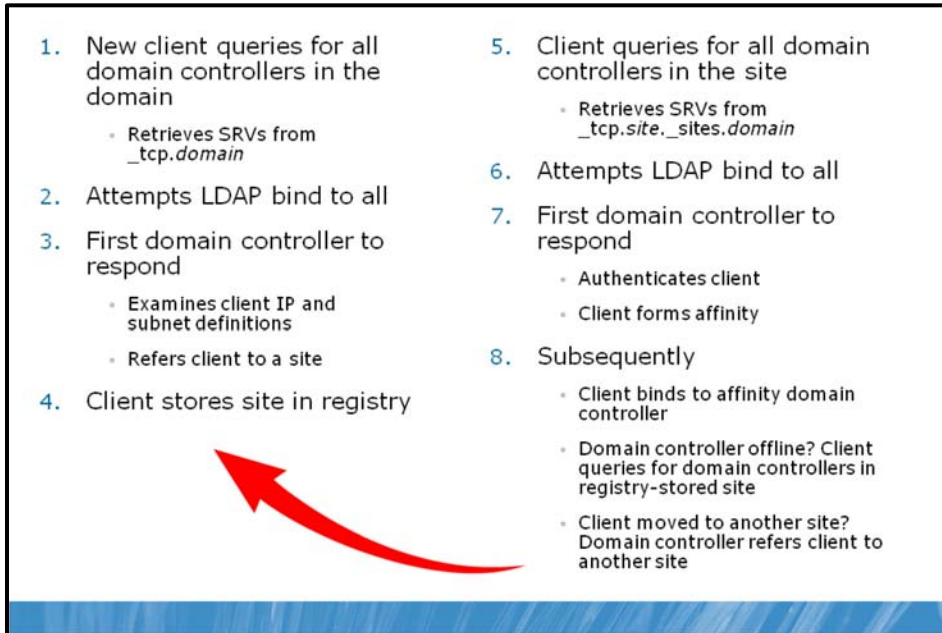 1. New client queries for all
domain controllers in the
domain
• Retrieves SRVs from
_tcp.domain
2. Attempts LDAP bind to all
3. First domain controller to
respond
• Examines client IP and
subnet definitions
• Refers client to a site
4. Client stores site in registry
5. Client queries for all domain
controllers in the site
• Retrieves SRVs from
_tcp.site._sites.domain
6. Attempts LDAP bind to all
7. First domain controller to
respond
• Authenticates client
• Client forms affinity
8. Subsequently
• Client binds to affinity domain
controller
• Domain controller offline? Client
queries for domain controllers in
registry-stored site
• Client moved to another site?
Domain controller refers client to
another site